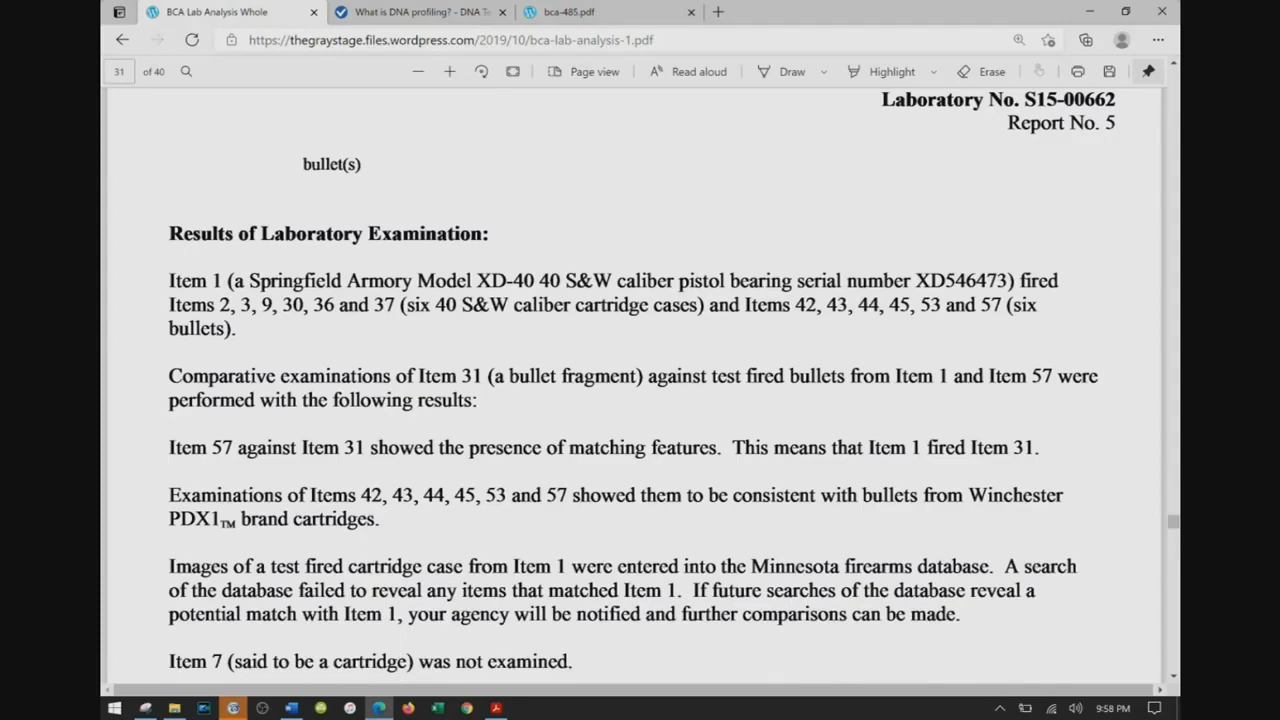 BCA Lab Analysis Whole
What is DNA profiling? - DNA Te
bca-485.pdf
https://thegraystage.files.wordpress.com/2019/10/bca-lab-analysis-1.pdf
31 of 40
Page view
Read aloud
Draw
Highlight
Erase
Laboratory No. S15-00662
Report No. 5
bullet(s)
Results of Laboratory Examination:
Item 1 (a Springfield Armory Model XD-40 40 S&W caliber pistol bearing serial number XD546473) fired
Items 2, 3, 9, 30, 36 and 37 (six 40 S&W caliber cartridge cases) and Items 42, 43, 44, 45, 53 and 57 (six
bullets).
Comparative examinations of Item 31 (a bullet fragment) against test fired bullets from Item 1 and Item 57 were
performed with the following results:
Item 57 against Item 31 showed the presence of matching features. This means that Item 1 fired Item 31.
Examinations of Items 42, 43, 44, 45, 53 and 57 showed them to be consistent with bullets from Winchester
PDX1TM brand cartridges.
Images of a test fired cartridge case from Item 1 were entered into the Minnesota firearms database. A search
of the database failed to reveal any items that matched Item 1. If future searches of the database reveal a
potential match with Item 1, your agency will be notified and further comparisons can be made.
Item 7 (said to be a cartridge) was not examined.
9:58 PM